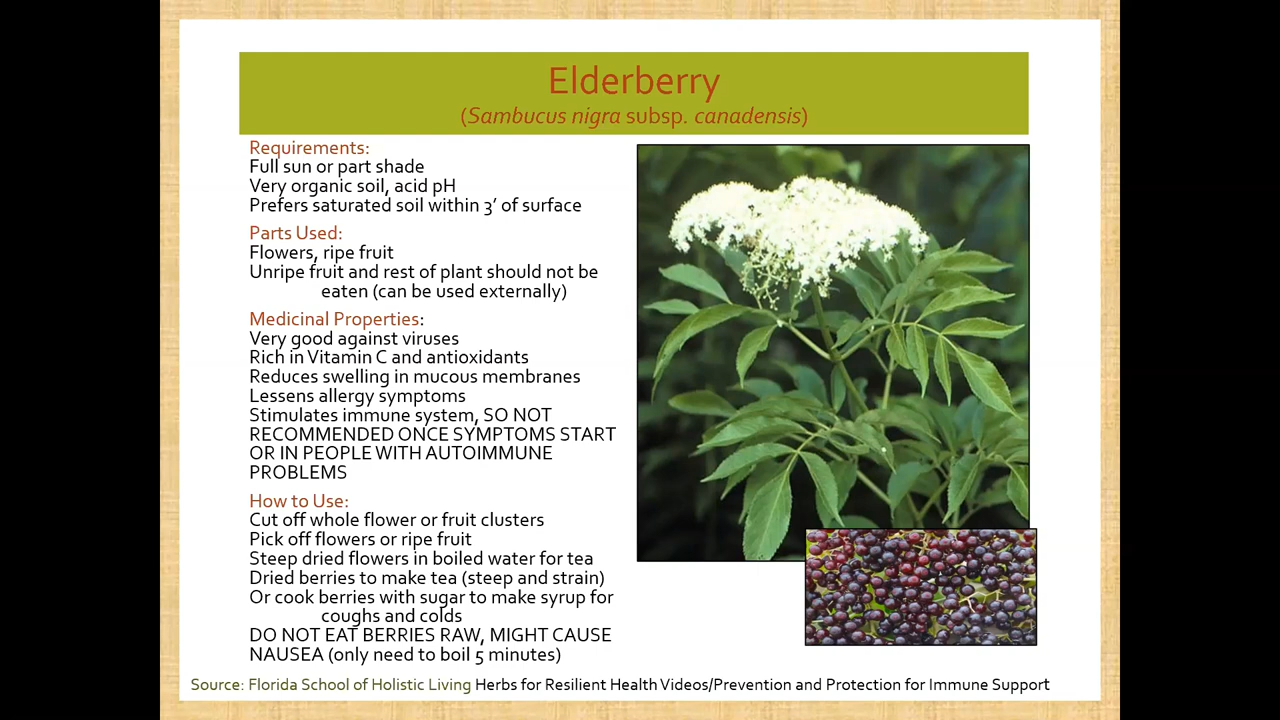 Elderberry
(Sambucus nigra subsp. canadensis)
Requirements:
Full sun or part shade
Very organic soil, acid pH
Prefers saturated soil within 3’ of surface
Parts Used:
Flowers, ripe fruit
Unripe fruit and rest of plant should not be
eaten (can be used externally)
Medicinal Properties:
Very good against viruses
Rich in Vitamin C and antioxidants
Reduces swelling in mucous membranes
Lessens allergy symptoms
Stimulates immune system, SO NOT
RECOMMENDED ONCE SYMPTOMS START
OR IN PEOPLE WITH AUTOIMMUNE
PROBLEMS
How to Use:
Cut off whole flower or fruit clusters
Pick off flowers or ripe fruit
Steep dried flowers in boiled water for tea
Dried berries to make tea (steep and strain)
Or cook berries with sugar to make syrup for
coughs and colds
DO NOT EAT BERRIES RAW, MIGHT CAUSE
NAUSEA (only need to boil 5 minutes)
Source: Florida School of Holistic Living Herbs for Resilient Health Videos/Prevention and Protection for Immune Support